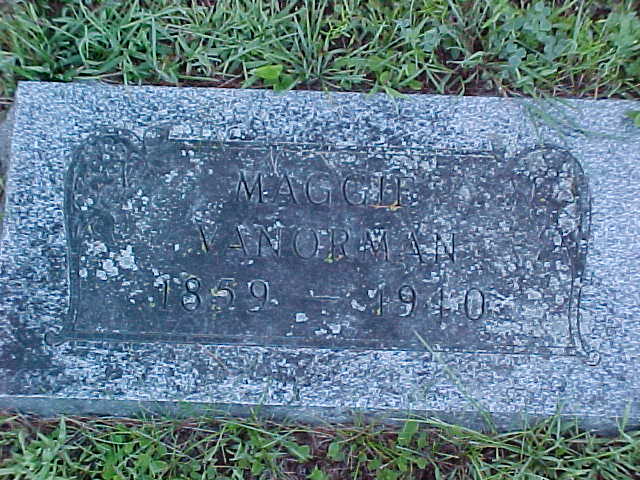 MAGGIE
VANORMAN
1859 – 1940